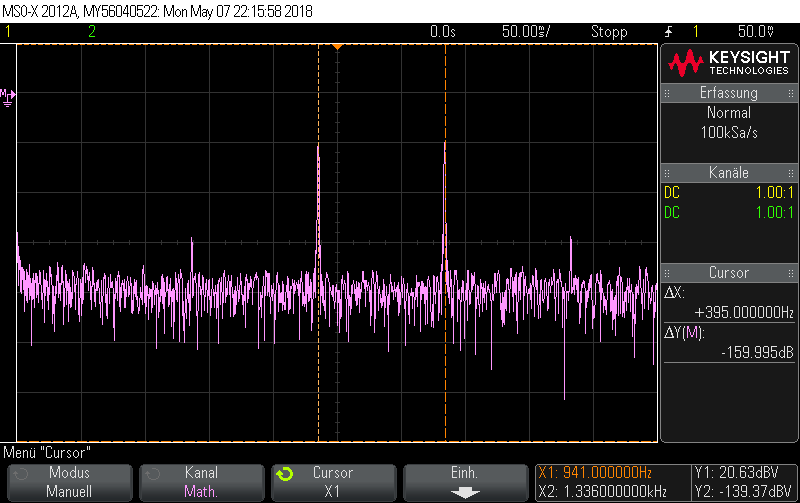 MSO-X 2012A, MY56040522: Mon May 07 22:15:58 2018
1 2 0.0s 50.00ms/ Stopp 1 50.0V
M
KEYSIGHT
TECHNOLOGIES
Erfassung
Normal
100kSa/s
Kanäle
DC 1.00:1
DC 1.00:1
Cursor
ΔX:
+395.000000Hz
ΔY(M):
-159.995dB
Menü "Cursor"
Modus
Manuell
Kanal
Math.
Cursor
X1
Einh.
X1: 941.000000Hz Y1: 20.63dBV
X2: 1.336000000kHz Y2: -139.37dBV